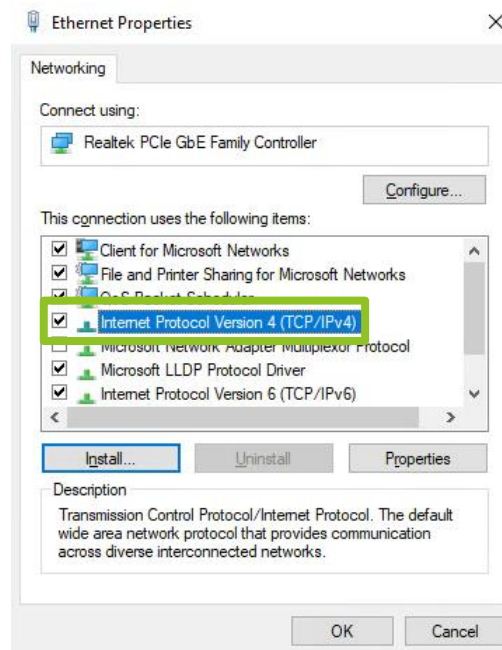 Ethernet Properties
Networking
Connect using:
Realtek PCIe GbE Family Controller
Configure...
This connection uses the following items:
Client for Microsoft Networks
File and Printer Sharing for Microsoft Networks
QoS Packet Scheduler
Internet Protocol Version 4 (TCP/IPv4)
Microsoft Network Adapter Multiplexor Protocol
Microsoft LLDP Protocol Driver
Internet Protocol Version 6 (TCP/IPv6)
Install...
Uninstall
Properties
Description
Transmission Control Protocol/Internet Protocol. The default
wide area network protocol that provides communication
across diverse interconnected networks.
OK
Cancel